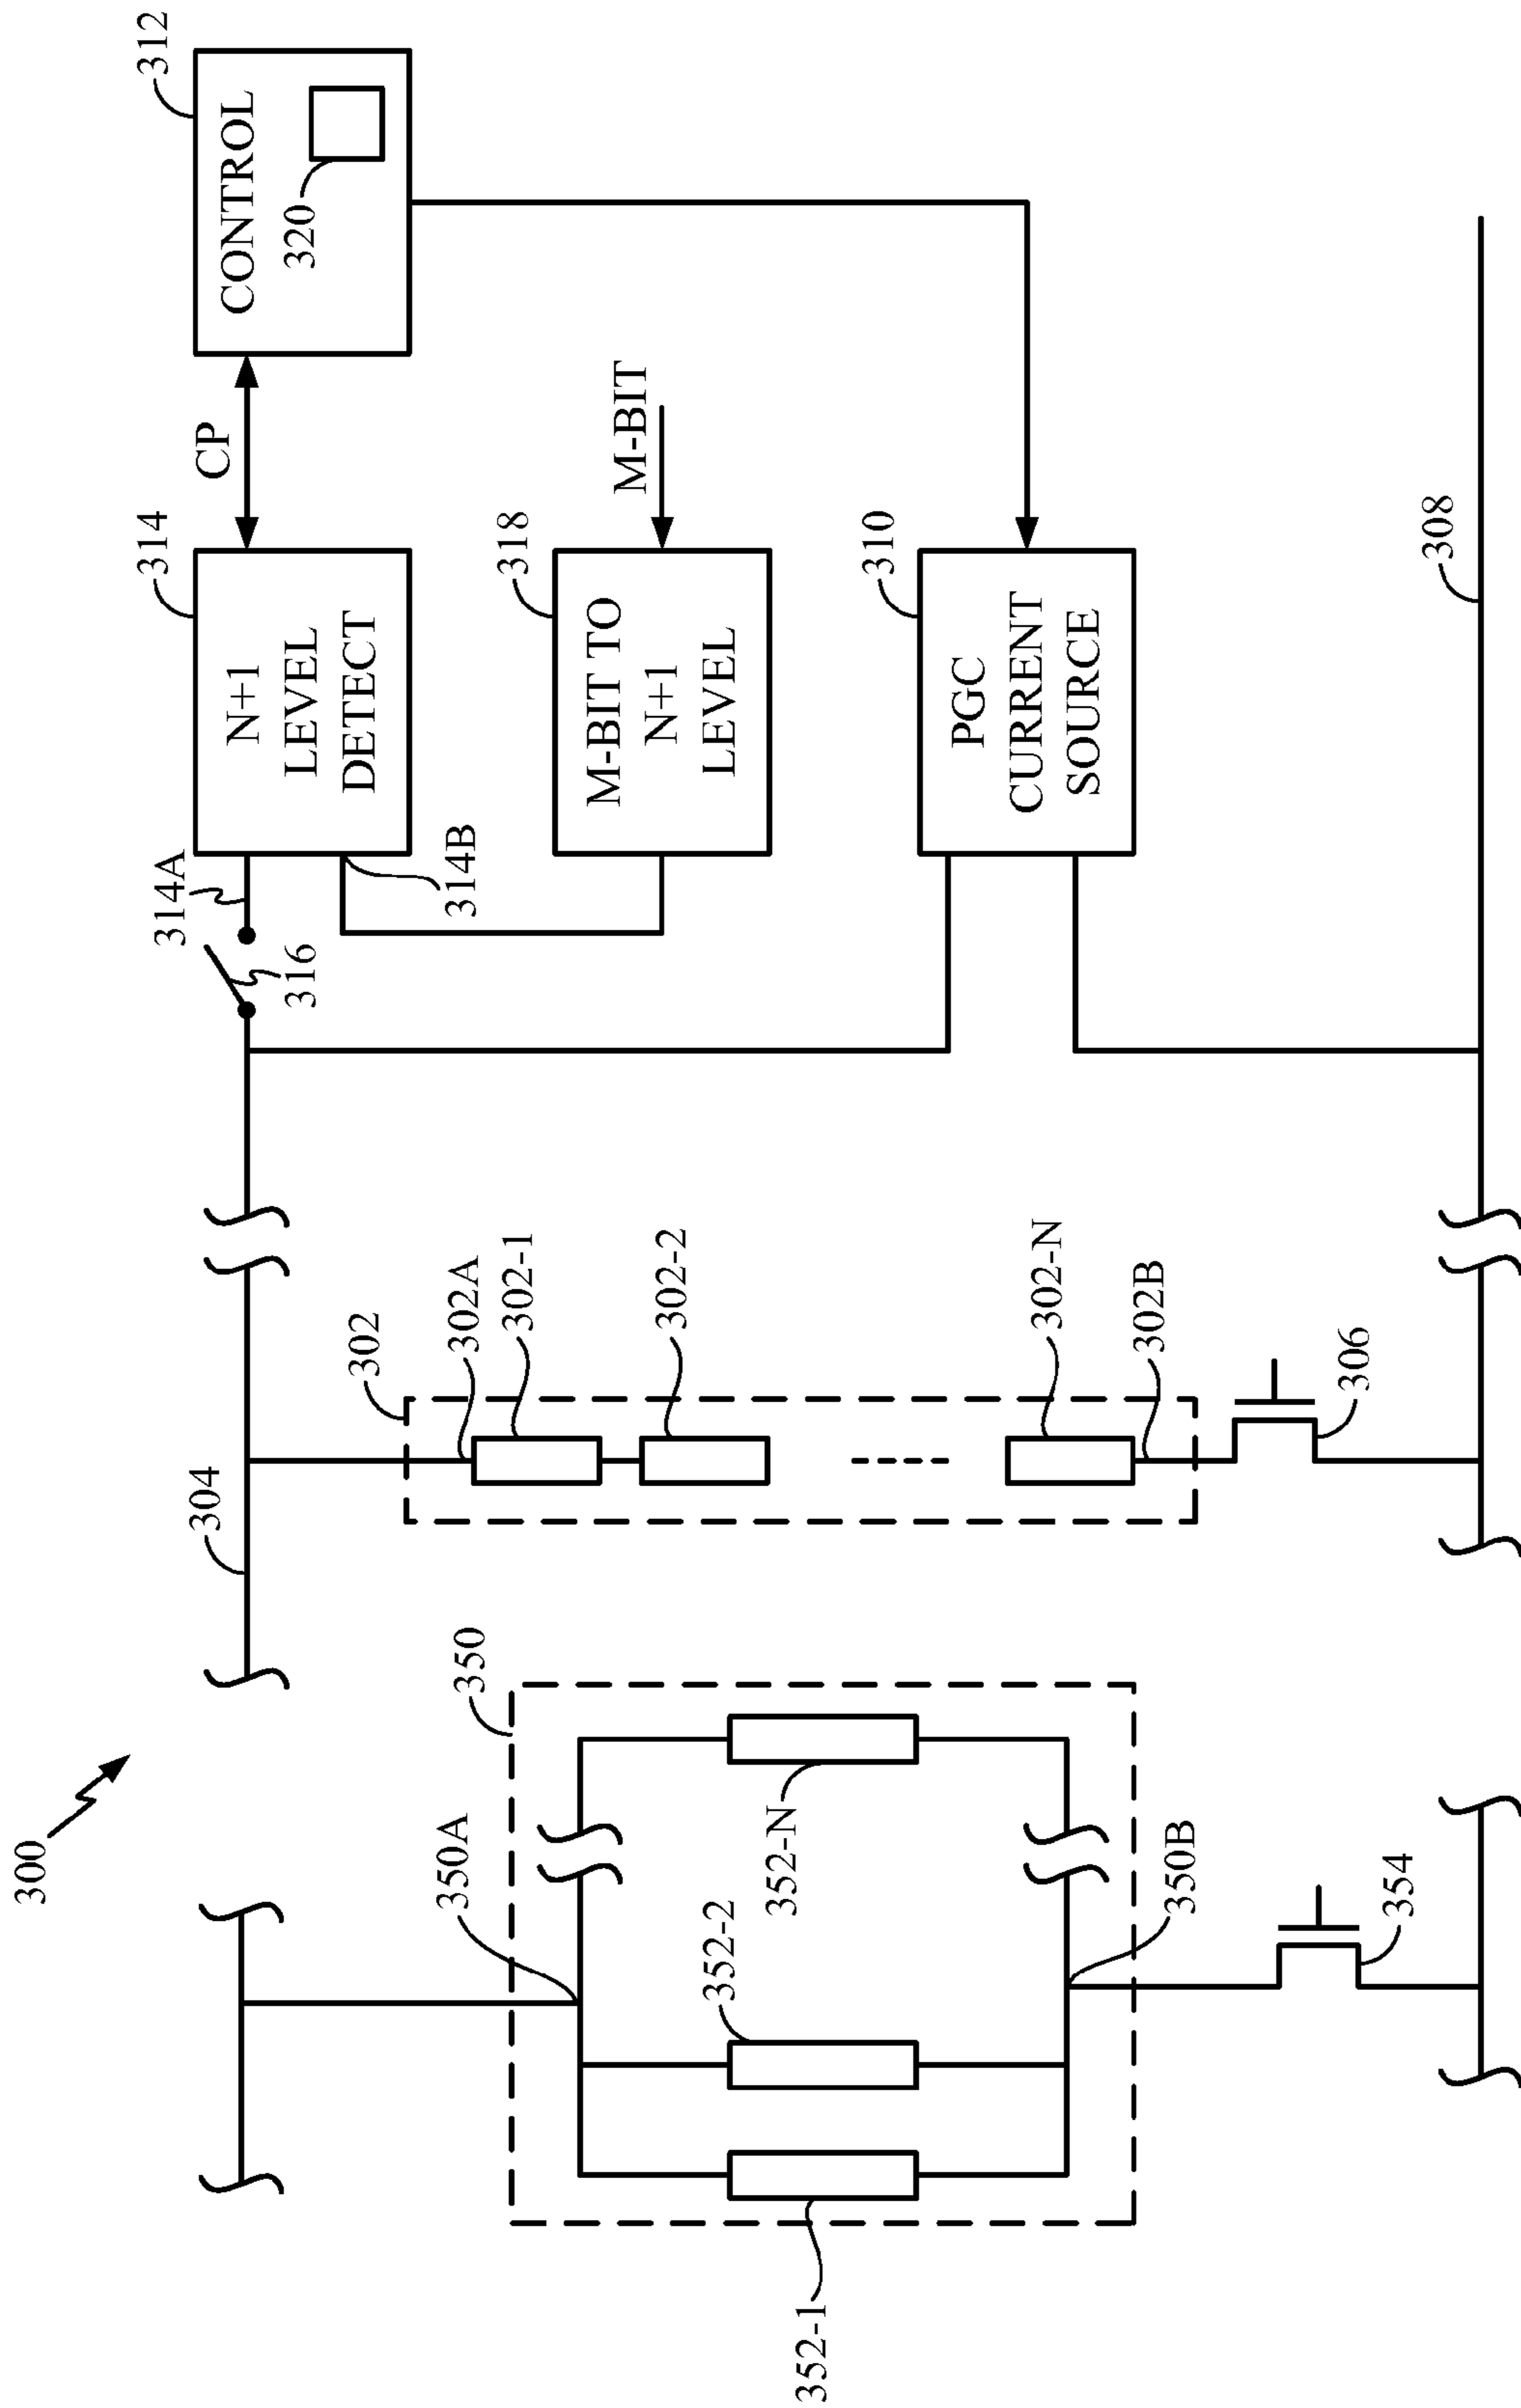 300
304
314A
316
314
N+1
LEVEL
DETECT
314B
CP
312
CONTROL
320
318
M-BIT TO
N+1
LEVEL
M-BIT
310
PGC
CURRENT
SOURCE
308
302
302A
302-1
302-2
302-N
302B
306
350
350A
352-1
352-2
352-N
350B
354